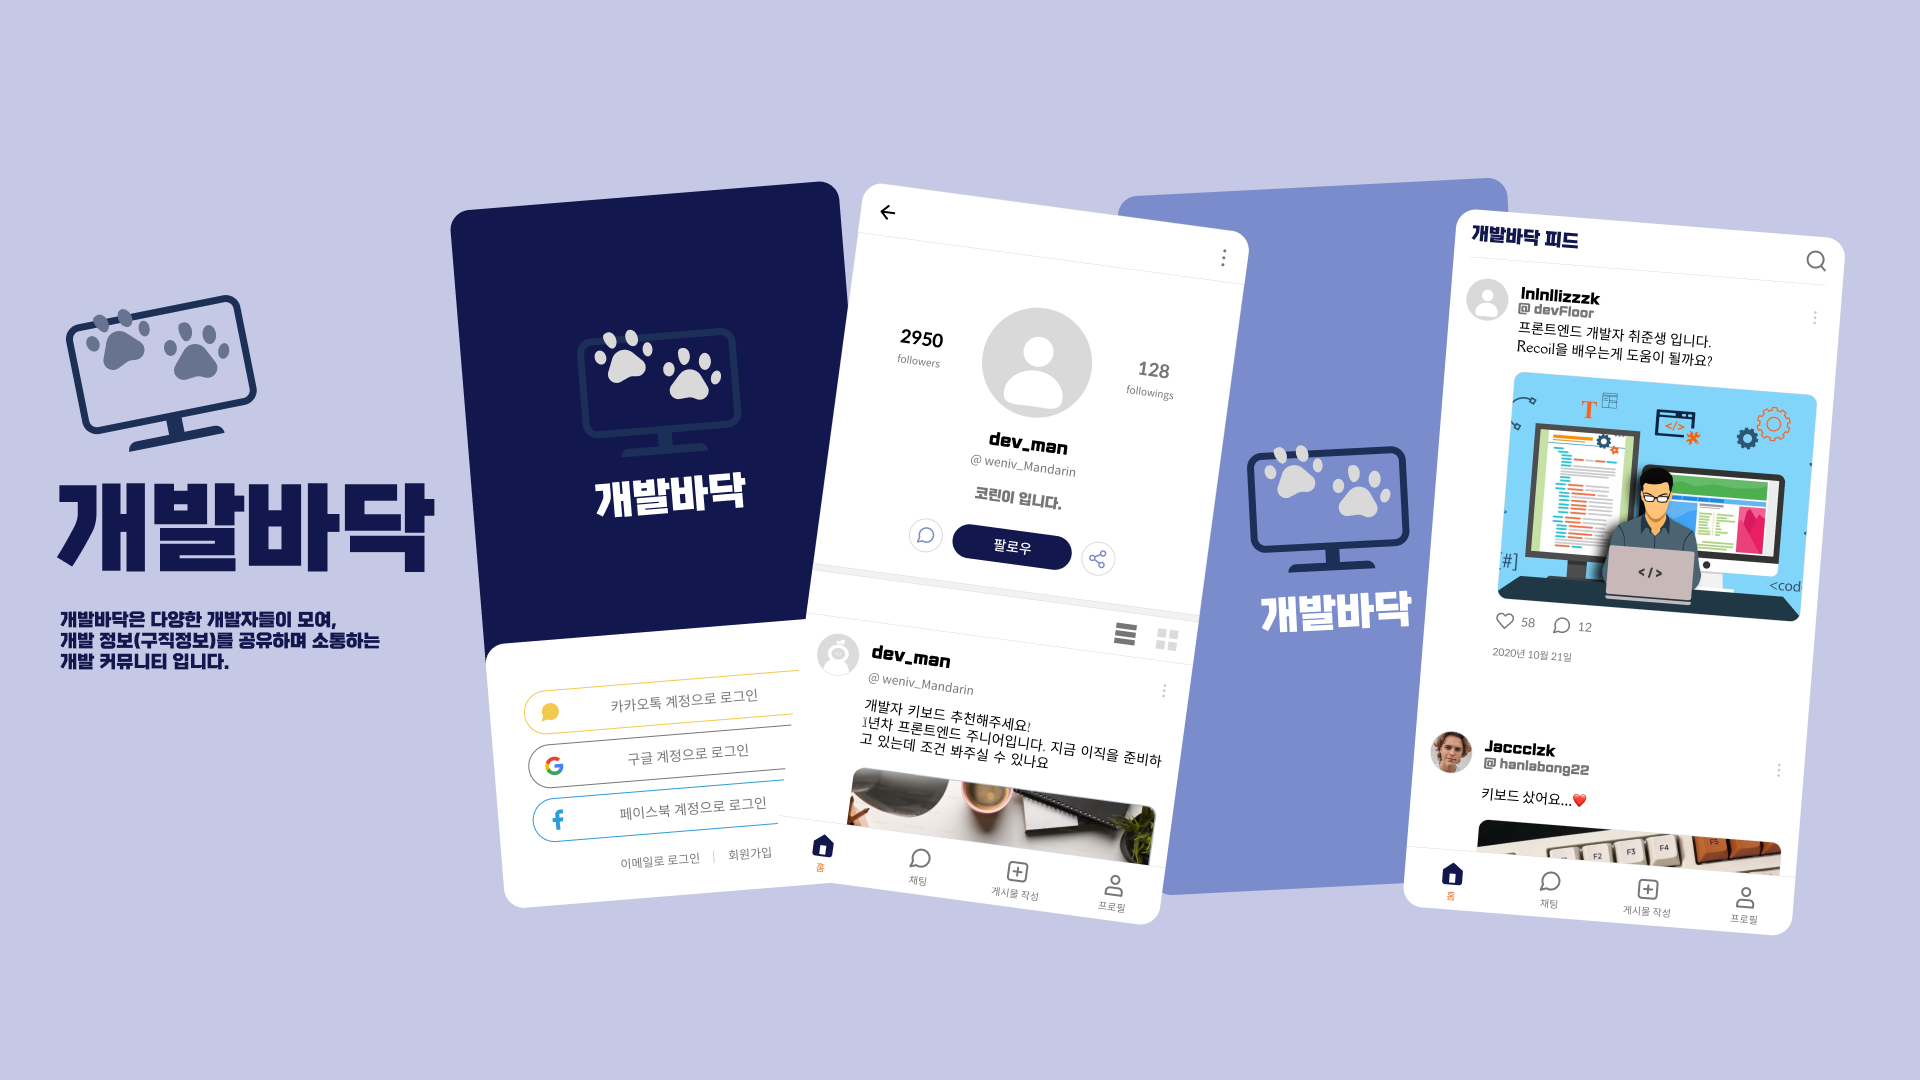 개발바닥
개발바닥은 다양한 개발자들이 모여,
개발 정보(구직정보)를 공유하며 소통하는
개발 커뮤니티 입니다.
개발바닥
카카오톡 계정으로 로그인
구글 계정으로 로그인
페이스북 계정으로 로그인
이메일로 로그인 | 회원가입
2950
followers
128
followings
dev_man
@ weniv_Mandarin
코린이 입니다.
팔로우
dev_man
@ weniv_Mandarin
개발자 키보드 추천해주세요!
1년차 프론트엔드 주니어입니다. 지금 이직을 준비하
고 있는데 조건 봐주실 수 있나요
홈
채팅
게시물 작성
프로필
개발바닥
개발바닥 피드
lnlnllizzzk
@ devFloor
프론트엔드 개발자 취준생 입니다.
Recoil을 배우는게 도움이 될까요?
T
</>
[#]
</>
<cod
58
12
2020년 10월 21일
Jaccclzk
@ hanlabong22
키보드 샀어요...❤️
F2
F3
F4
F5
홈
채팅
게시물 작성
프로필